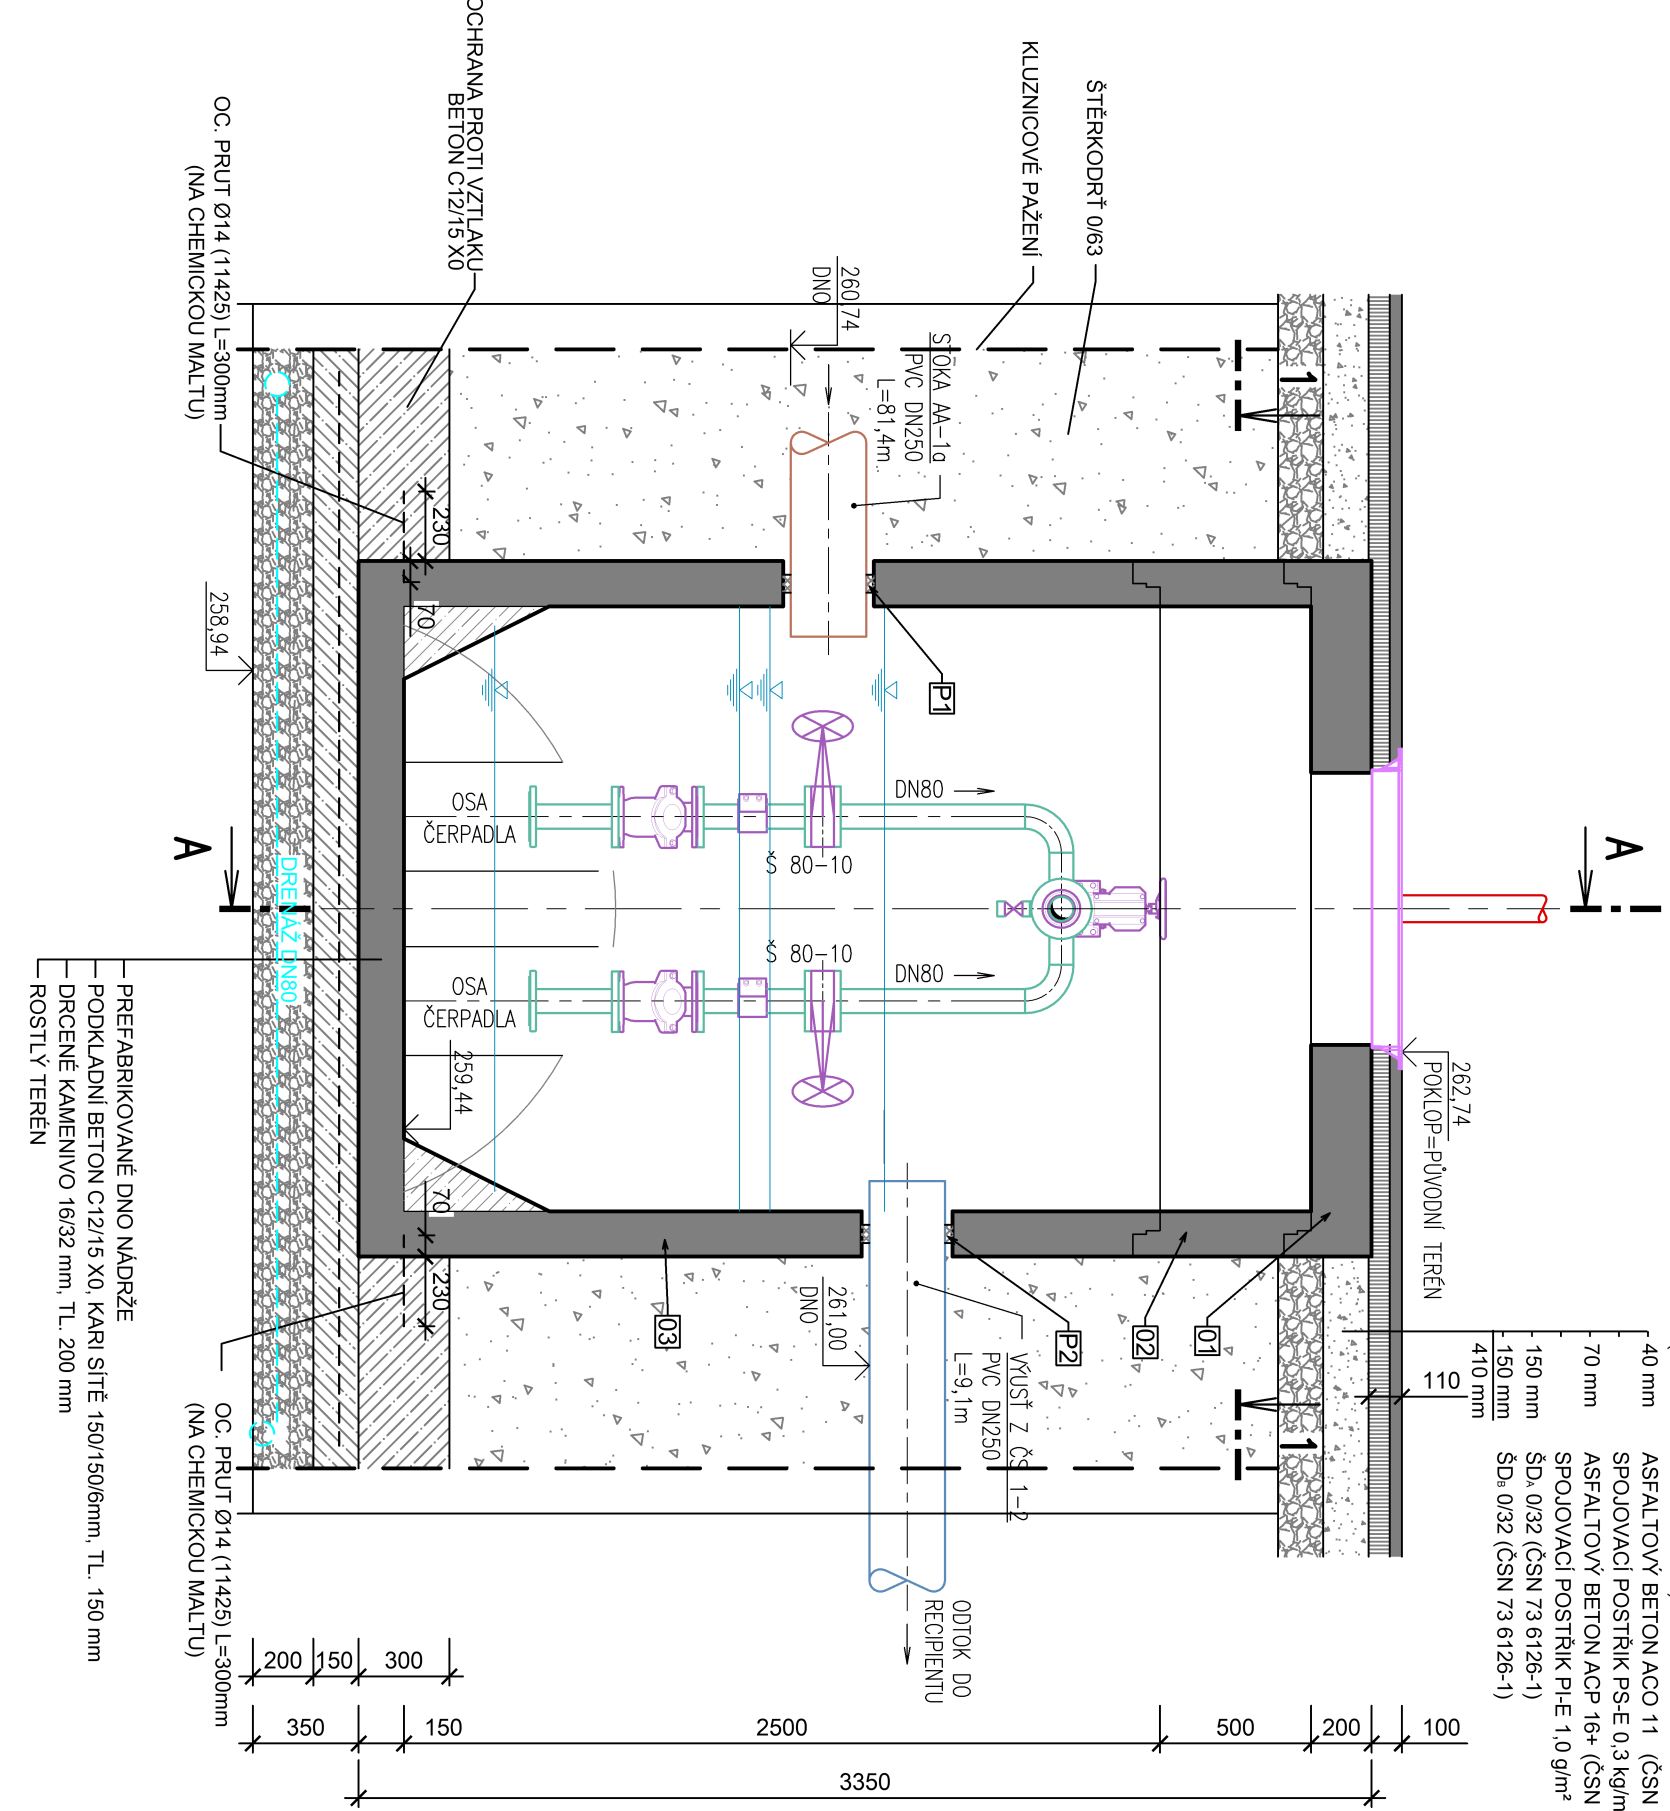 OCHRANA PROTI VZTLAKU
BETON C12/15 X0
OC. PRUT Ø14 (11425) L=300mm
(NA CHEMICKOU MALTU)
KLUZNICOVÉ PAŽENÍ
ŠTĚRKODRŤ 0/63
260,74
DNO
STOKA AA-1a
PVC DN250
L=81,4m
1
230
70
258,94
P1
OSA
ČERPADLA
Š 80-10
DN80
A
A
DRENÁŽ DN80
OSA
ČERPADLA
Š 80-10
DN80
259,44
262,74
POKLOP=PŮVODNÍ TERÉN
70
230
03
02
01
P2
261,00
DNO
VÝUSŤ Z ČS 1-2
PVC DN250
L=9,1m
1
110
ODTOK DO
RECIPIENTU
PREFABRIKOVANÉ DNO NÁDRŽE
PODKLADNÍ BETON C12/15 X0, KARI SÍTĚ 150/150/6mm, TL. 150 mm
DRCENÉ KAMENIVO 16/32 mm, TL. 200 mm
ROSTLÝ TERÉN
OC. PRUT Ø14 (11425) L=300mm
(NA CHEMICKOU MALTU)
40 mm ASFALTOVÝ BETON ACO 11 (ČSN
SPOJOVACÍ POSTŘIK PS-E 0,3 kg/m
70 mm ASFALTOVÝ BETON ACP 16+ (ČSN
SPOJOVACÍ POSTŘIK PI-E 1,0 g/m²
150 mm ŠDA 0/32 (ČSN 73 6126-1)
150 mm ŠDB 0/32 (ČSN 73 6126-1)
410 mm
200 150 300
350 150 2500 500 200 100
3350